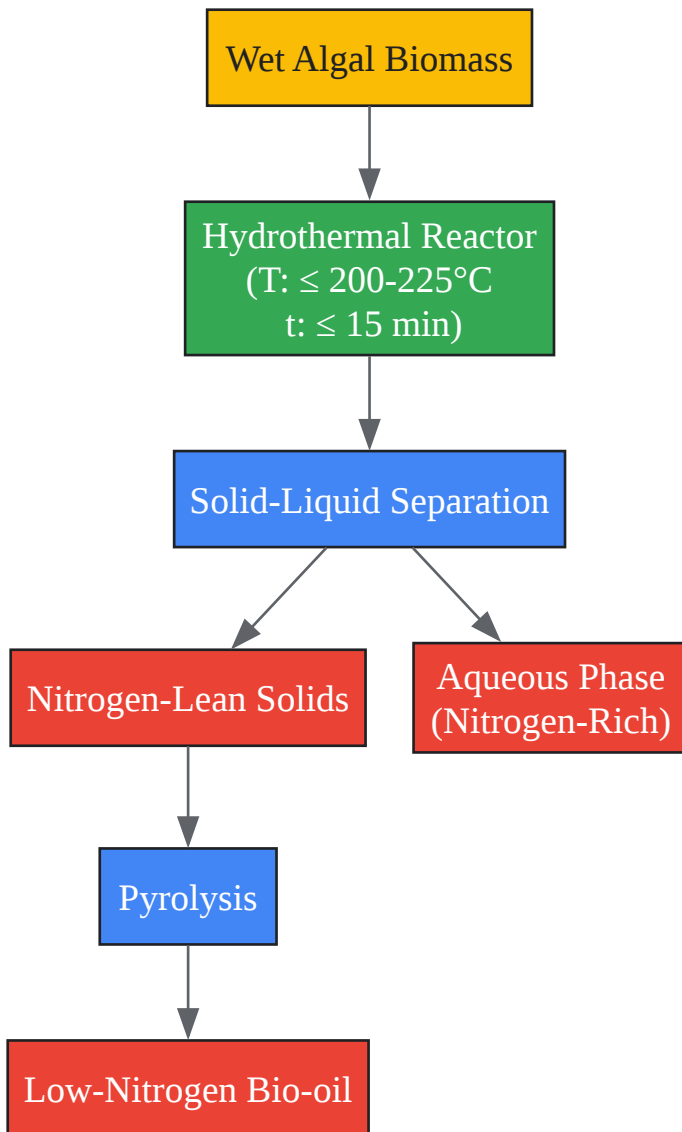 Wet Algal Biomass
Hydrothermal Reactor
(T: ≤ 200-225°C
t: ≤ 15 min)
Solid-Liquid Separation
Nitrogen-Lean Solids
Aqueous Phase
(Nitrogen-Rich)
Pyrolysis
Low-Nitrogen Bio-oil